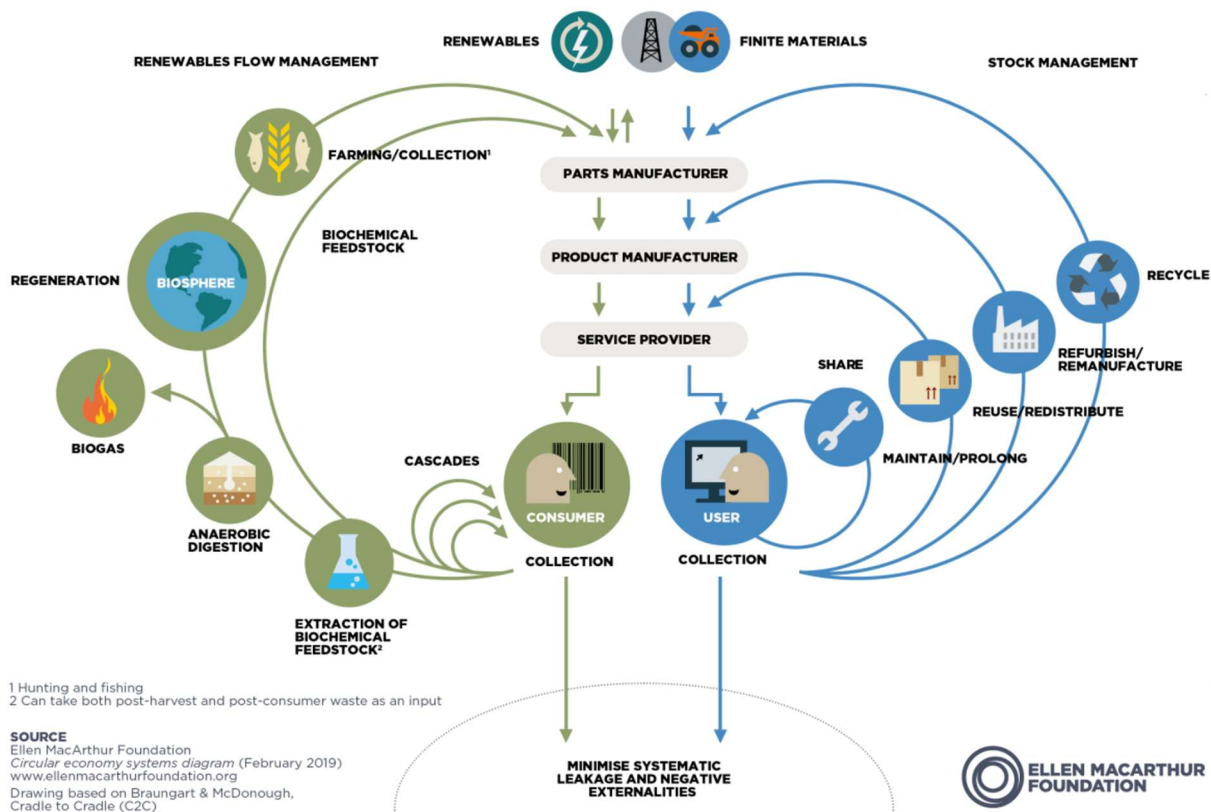 RENEWABLES
FINITE MATERIALS
RENEWABLES FLOW MANAGEMENT
STOCK MANAGEMENT
FARMING/COLLECTION¹
PARTS MANUFACTURER
BIOCHEMICAL
FEEDSTOCK
PRODUCT MANUFACTURER
REGENERATION
BIOSPHERE
RECYCLE
SERVICE PROVIDER
SHARE
REFURBISH/
REMANUFACTURE
REUSE/REDISTRIBUTE
BIOGAS
CASCADES
MAINTAIN/PROLONG
CONSUMER
USER
ANAEROBIC
DIGESTION
COLLECTION
COLLECTION
EXTRACTION OF
BIOCHEMICAL
FEEDSTOCK²
1 Hunting and fishing
2 Can take both post-harvest and post-consumer waste as an input
SOURCE
Ellen MacArthur Foundation
Circular economy systems diagram (February 2019)
www.ellenmacarthurfoundation.org
Drawing based on Braungart & McDonough,
Cradle to Cradle (C2C)
MINIMISE SYSTEMATIC
LEAKAGE AND NEGATIVE
EXTERNALITIES
ELLEN MACARTHUR
FOUNDATION